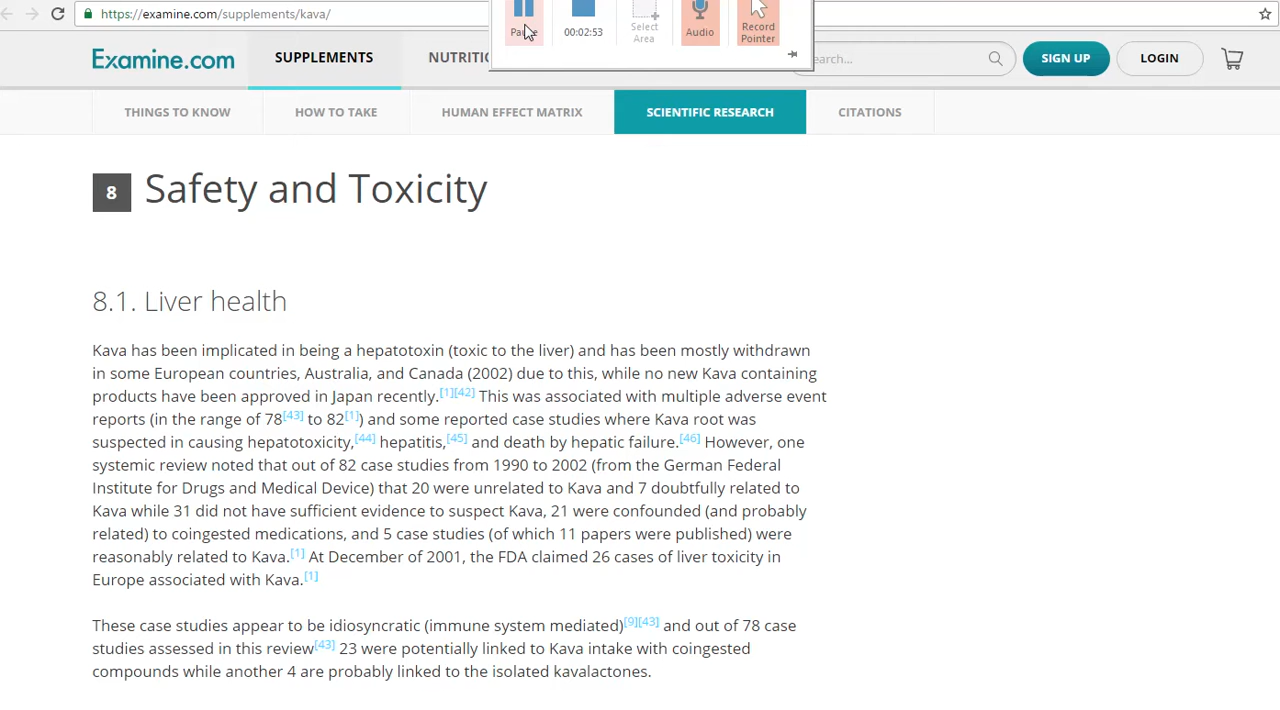 https://examine.com/supplements/kava/
Pause
00:02:53
Select
Area
Audio
Record
Pointer
Examine.com
SUPPLEMENTS
NUTRITIO
earch...
SIGN UP
LOGIN
THINGS TO KNOW
HOW TO TAKE
HUMAN EFFECT MATRIX
SCIENTIFIC RESEARCH
CITATIONS
8 Safety and Toxicity
8.1. Liver health
Kava has been implicated in being a hepatotoxin (toxic to the liver) and has been mostly withdrawn
in some European countries, Australia, and Canada (2002) due to this, while no new Kava containing
products have been approved in Japan recently.[1][42] This was associated with multiple adverse event
reports (in the range of 78[43] to 82[1]) and some reported case studies where Kava root was
suspected in causing hepatotoxicity,[44] hepatitis,[45] and death by hepatic failure.[46] However, one
systemic review noted that out of 82 case studies from 1990 to 2002 (from the German Federal
Institute for Drugs and Medical Device) that 20 were unrelated to Kava and 7 doubtfully related to
Kava while 31 did not have sufficient evidence to suspect Kava, 21 were confounded (and probably
related) to coingested medications, and 5 case studies (of which 11 papers were published) were
reasonably related to Kava.[1] At December of 2001, the FDA claimed 26 cases of liver toxicity in
Europe associated with Kava.[1]
These case studies appear to be idiosyncratic (immune system mediated)[9][43] and out of 78 case
studies assessed in this review[43] 23 were potentially linked to Kava intake with coingested
compounds while another 4 are probably linked to the isolated kavalactones.